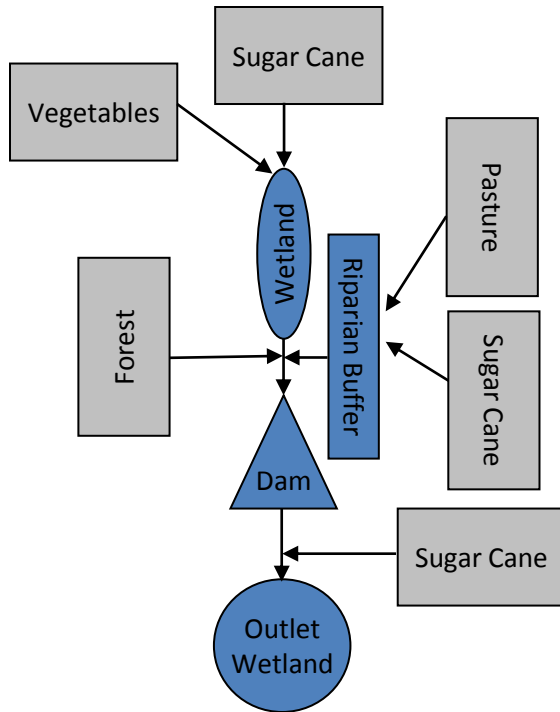 Sugar Cane
Vegetables
Wetland
Riparian Buffer
Pasture
Forest
Sugar Cane
Dam
Sugar Cane
Outlet
Wetland